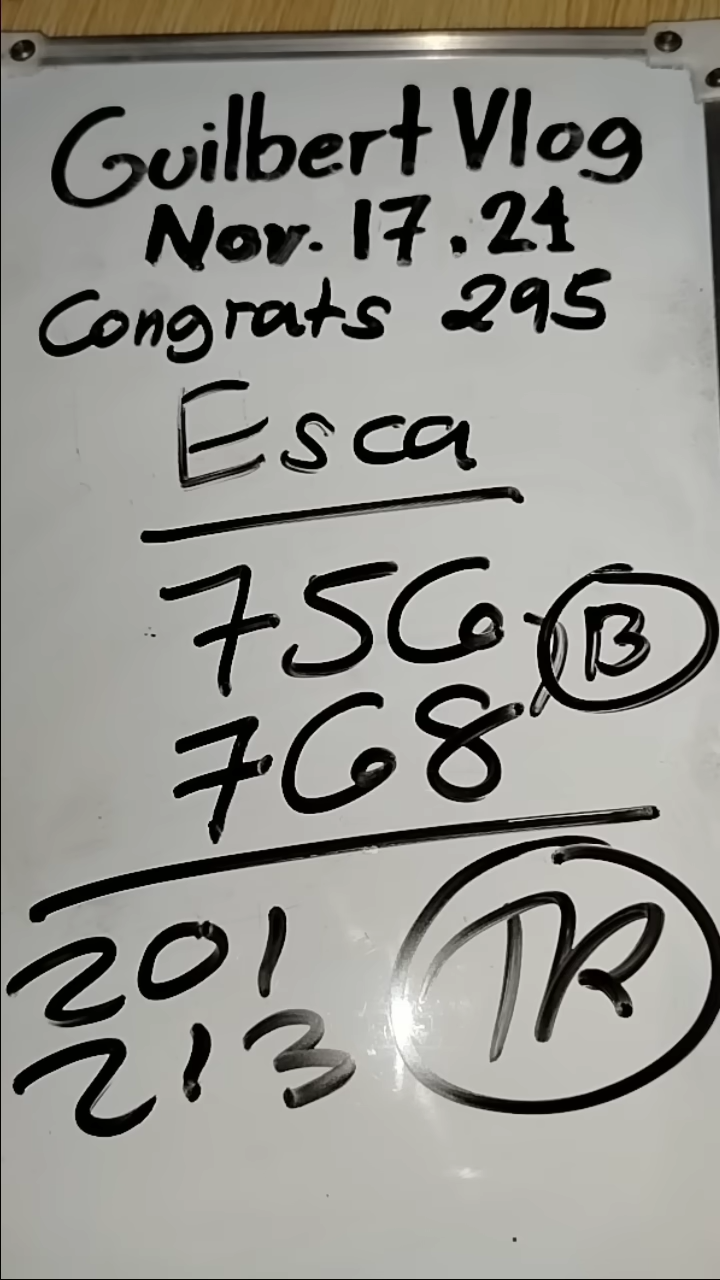 Guilbert Vlog
Nov. 17.24
Congrats 295
Esca
756
B
768
201
TR
213